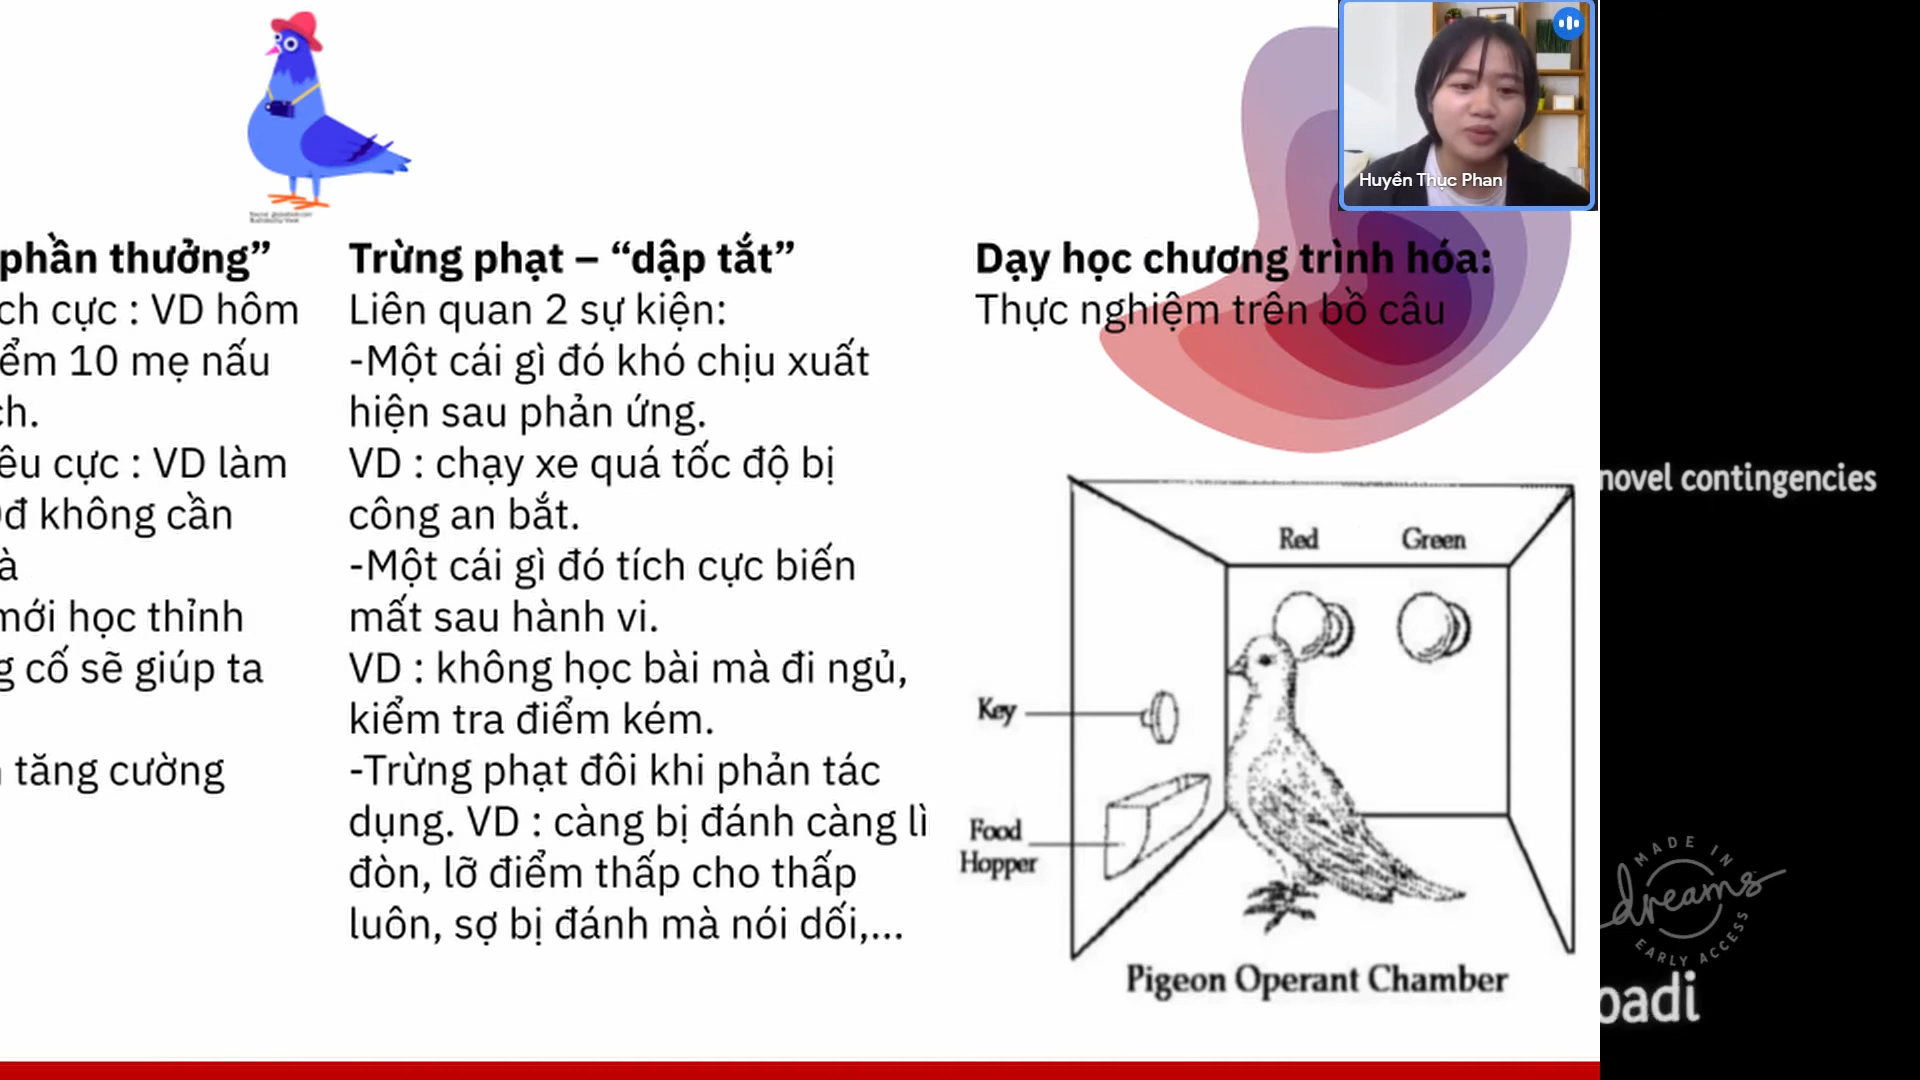 Huyền Thục Phan
phần thưởng”
ch cực : VD hôm
ểm 10 mẹ nấu
ch.
êu cực : VD làm
đ không cần
à
mới học thỉnh
g cố sẽ giúp ta
tăng cường
Trừng phạt – “dập tắt”
Liên quan 2 sự kiện:
-Một cái gì đó khó chịu xuất
hiện sau phản ứng.
VD : chạy xe quá tốc độ bị
công an bắt.
-Một cái gì đó tích cực biến
mất sau hành vi.
VD : không học bài mà đi ngủ,
kiểm tra điểm kém.
-Trừng phạt đôi khi phản tác
dụng. VD : càng bị đánh càng lì
đòn, lỡ điểm thấp cho thấp
luôn, sợ bị đánh mà nói dối,...
Dạy học chương trình hóa:
Thực nghiệm trên bồ câu
Red Green
Key
Food
Hopper
Pigeon Operant Chamber
novel contingencies
MADE IN
dreams
EARLY ACCESS
badi